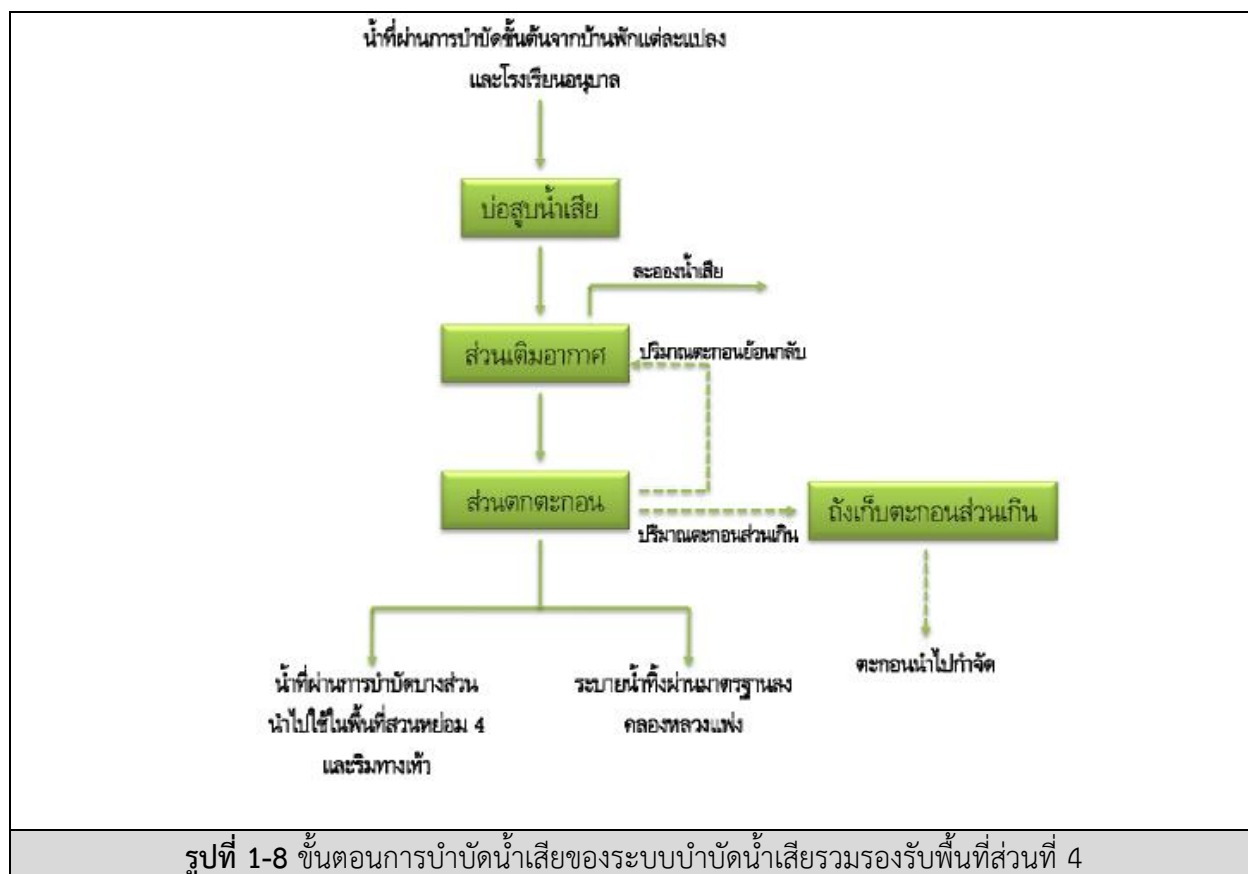 น้ำที่ผ่านการบำบัดขั้นต้นจากบ้านพักแต่ละแปลง
และโรงเรียนอนุบาล
บ่อสูบน้ำเสีย
ละอองน้ำเสีย
ส่วนเติมอากาศ
ปริมาณตะกอนย้อนกลับ
ส่วนตกตะกอน
ถังเก็บตะกอนส่วนเกิน
ปริมาณตะกอนส่วนเกิน
ตะกอนนำไปกำจัด
น้ำที่ผ่านการบำบัดบางส่วน
นำไปใช้ในพื้นที่สวนหย่อม 4
และริมทางเท้า
ระบายน้ำทิ้งผ่านมาตรฐานลง
คลองหลวงแพ่ง
รูปที่ 1-8 ขั้นตอนการบำบัดน้ำเสียของระบบบำบัดน้ำเสียรวมรองรับพื้นที่ส่วนที่ 4